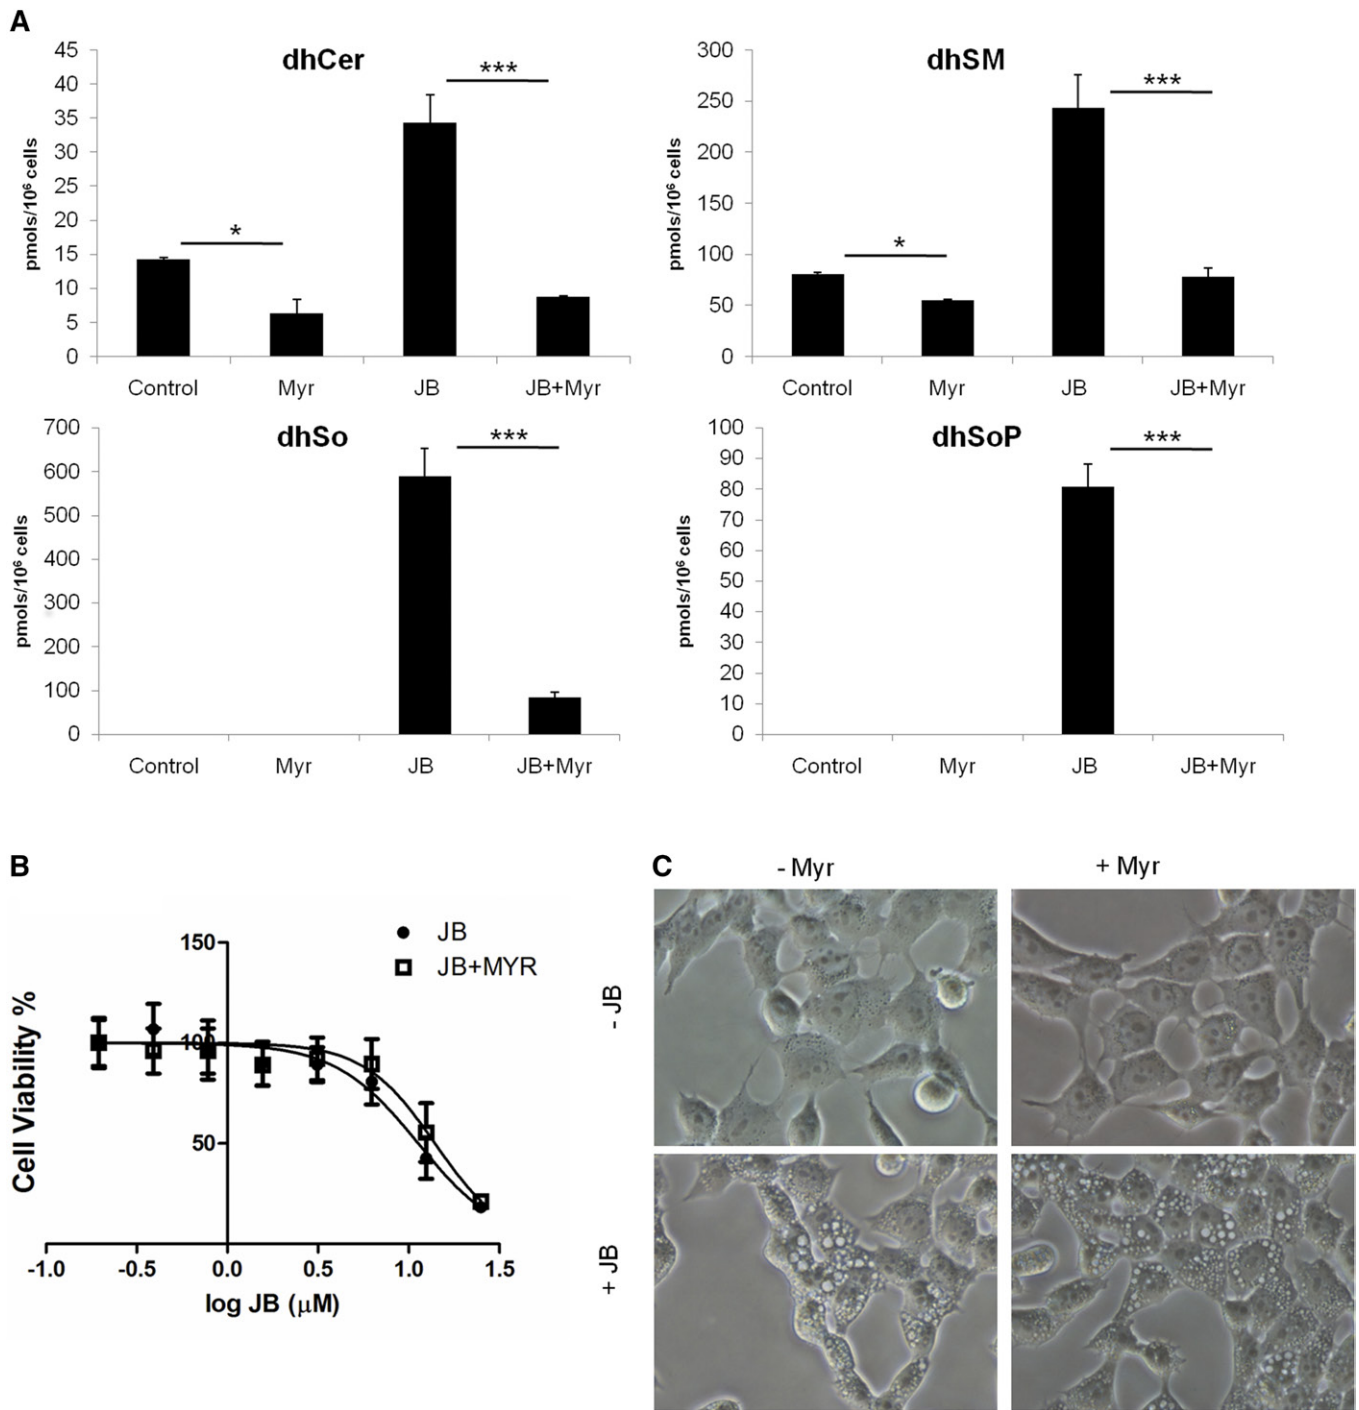 A
dhCer
pmols/10⁶ cells
45
40
35
30
25
20
15
10
5
0
*
***
Control Myr JB JB+Myr
dhSM
pmols/10⁶ cells
300
250
200
150
100
50
0
*
***
Control Myr JB JB+Myr
dhSo
pmols/10⁶ cells
700
600
500
400
300
200
100
0
***
Control Myr JB JB+Myr
dhSoP
pmols/10⁶ cells
100
90
80
70
60
50
40
30
20
10
0
***
Control Myr JB JB+Myr
B
Cell Viability %
150
100
50
JB
JB+MYR
-1.0 -0.5 0.0 0.5 1.0 1.5
log JB (μM)
C
- Myr + Myr
- JB
+ JB